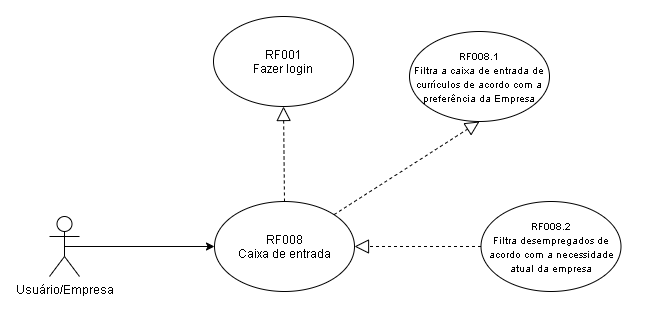 RF001
Fazer login
RF008.1
Filtra a caixa de entrada de
currículos de acordo com a
preferência da Empresa
RF008
Caixa de entrada
RF008.2
Filtra desempregados de
acordo com a necessidade
atual da empresa
Usuário/Empresa